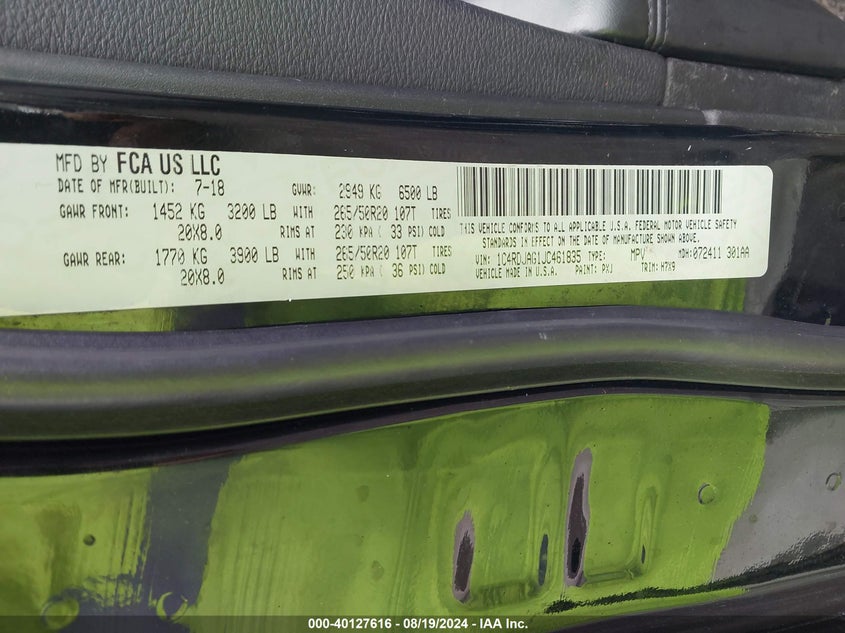 MFD BY FCA US LLC
DATE OF MFR(BUILT): 7-18 GVWR: 2949 KG 6500 LB
GAWR FRONT: 1452 KG 3200 LB WITH 265/50R20 107T TIRES
20X8.0 RIMS AT 230 KPA ( 33 PSI) COLD
GAWR REAR: 1770 KG 3900 LB WITH 265/50R20 107T TIRES
20X8.0 RIMS AT 250 KPA ( 36 PSI) COLD
THIS VEHICLE CONFORMS TO ALL APPLICABLE U.S.A. FEDERAL MOTOR VEHICLE SAFETY
STANDARDS IN EFFECT ON THE DATE OF MANUFACTURE SHOWN ABOVE.
VIN: 1C4RDJAG1JC461835 TYPE: MPV MDH:072411 301AA
MADE IN U.S.A. PAINT: PXJ TRIM: H7X9
000-40127616 - 08/19/2024 - IAA Inc.